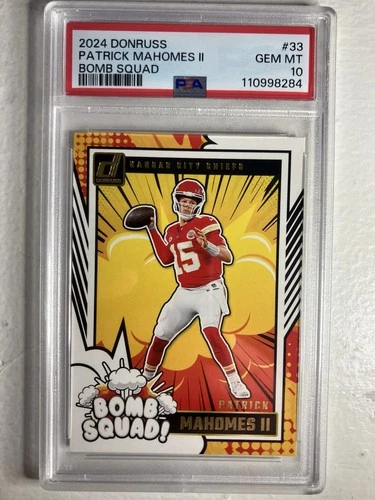 2024 DONRUSS #33
PATRICK MAHOMES II GEM MT
BOMB SQUAD 10
PSA 110998284
DONRUSS
KANSAS CITY CHIEFS
15
PATRICK
MAHOMES II
BOMB
SQUAD!